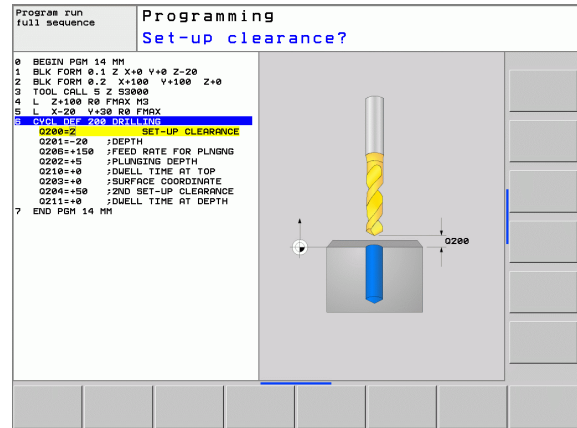 Program run
full sequence
Programming
Set-up clearance?
0 BEGIN PGM 14 MM
1 BLK FORM 0.1 Z X+0 Y+0 Z-20
2 BLK FORM 0.2 X+100 Y+100 Z+0
3 TOOL CALL 5 Z S3000
4 L Z+100 R0 FMAX M3
5 L X-20 Y+30 R0 FMAX
6 CYCL DEF 200 DRILLING
Q200=2 SET-UP CLEARANCE
Q201=-20 ;DEPTH
Q206=+150 ;FEED RATE FOR PLNGNG
Q202=+5 ;PLUNGING DEPTH
Q210=+0 ;DWELL TIME AT TOP
Q203=+0 ;SURFACE COORDINATE
Q204=+50 ;2ND SET-UP CLEARANCE
Q211=+0 ;DWELL TIME AT DEPTH
7 END PGM 14 MM
Q200